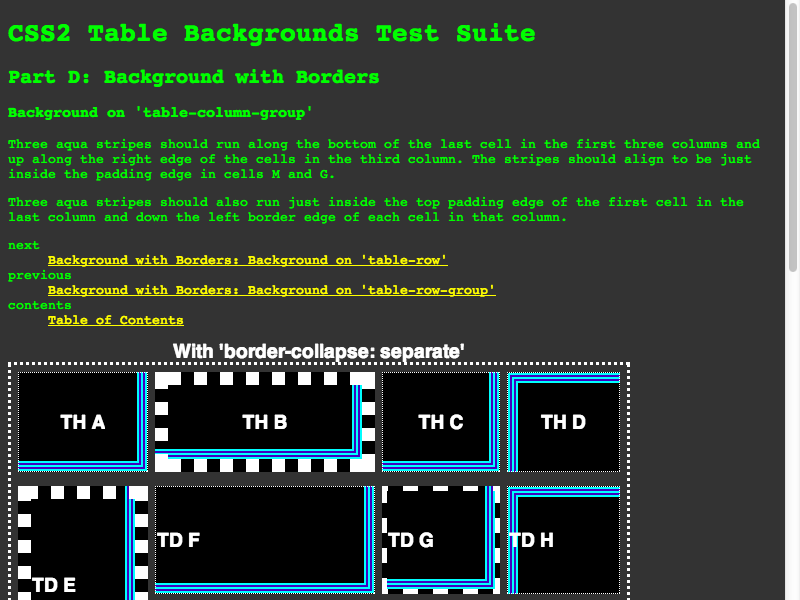 CSS2 Table Backgrounds Test Suite
Part D: Background with Borders
Background on 'table-column-group'
Three aqua stripes should run along the bottom of the last cell in the first three columns and
up along the right edge of the cells in the third column. The stripes should align to be just
inside the padding edge in cells M and G.
Three aqua stripes should also run just inside the top padding edge of the first cell in the
last column and down the left border edge of each cell in that column.
next
Background with Borders: Background on 'table-row'
previous
Background with Borders: Background on 'table-row-group'
contents
Table of Contents
With 'border-collapse: separate'
TH A TH B TH C TH D
TD F TD G TD H
TD E